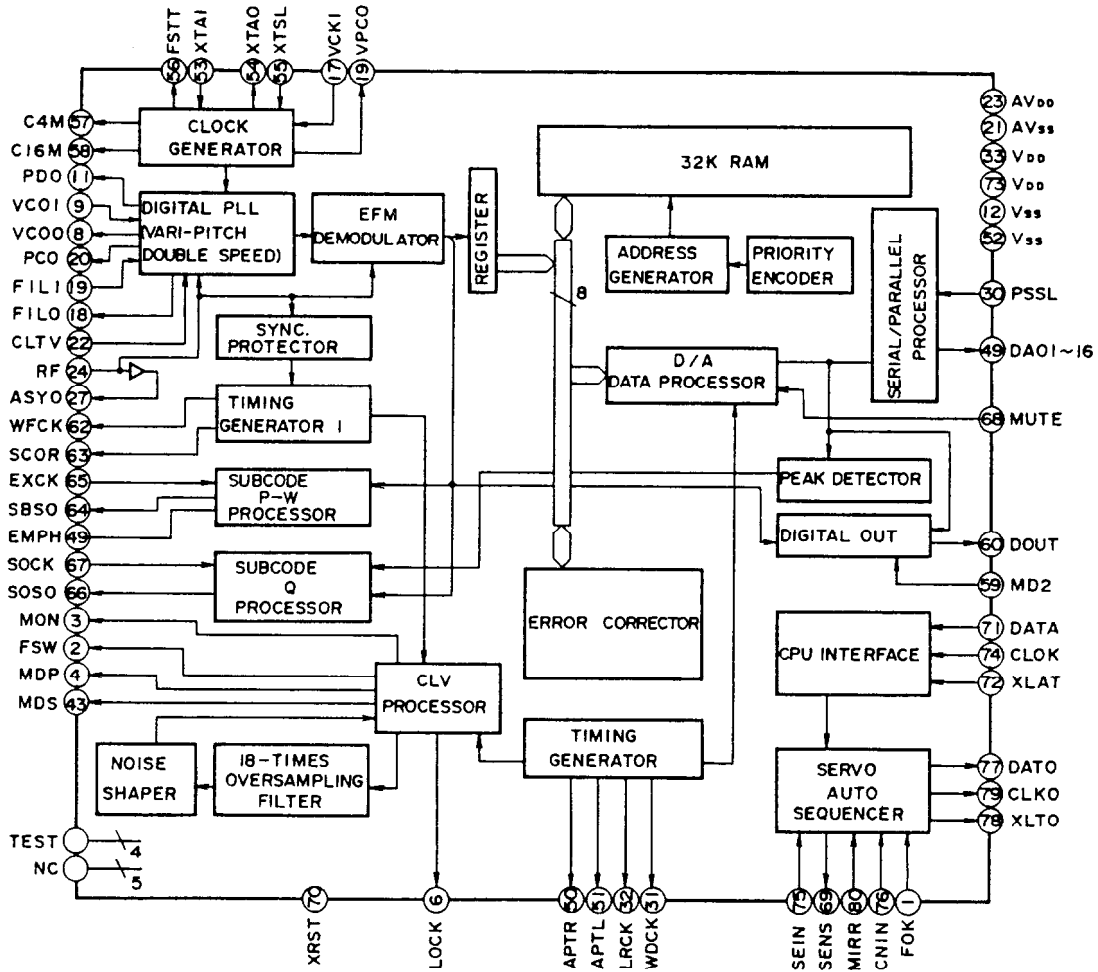 FSTT
XTAI
XTAO
XTSL
VCKI
VPCO
56
53
54
55
17
19
C4M 57
C16M 58
PDO 11
VCOI 9
VCOO 8
PCO 20
FILI 19
FILO 18
CLTV 22
RF 24
ASYO 27
WFCK 62
SCOR 63
EXCK 65
SBSO 64
EMPH 49
SOCK 67
SOSO 66
MON 3
FSW 2
MDP 4
MDS 43
TEST
4
NC
5
CLOCK
GENERATOR
DIGITAL PLL
(VARI-PITCH
DOUBLE SPEED)
EFM
DEMODULATOR
REGISTER
32K RAM
ADDRESS
GENERATOR
PRIORITY
ENCODER
8
SYNC.
PROTECTOR
TIMING
GENERATOR 1
D/A
DATA PROCESSOR
SERIAL/PARALLEL
PROCESSOR
SUBCODE
P-W
PROCESSOR
PEAK DETECTOR
DIGITAL OUT
SUBCODE
Q
PROCESSOR
ERROR CORRECTOR
CPU INTERFACE
CLV
PROCESSOR
TIMING
GENERATOR
NOISE
SHAPER
18-TIMES
OVERSAMPLING
FILTER
SERVO
AUTO
SEQUENCER
23 AVDD
21 AVss
33 VDD
73 VDD
12 Vss
52 Vss
30 PSSL
49 DA01~16
68 MUTE
60 DOUT
59 MD2
71 DATA
74 CLOK
72 XLAT
77 DATO
79 CLKO
78 XLTO
70
6
50
51
32
31
75
69
80
76
1
XRST
LOCK
APTR
APTL
LRCK
WDCK
SEIN
SENS
MIRR
CNIN
FOK